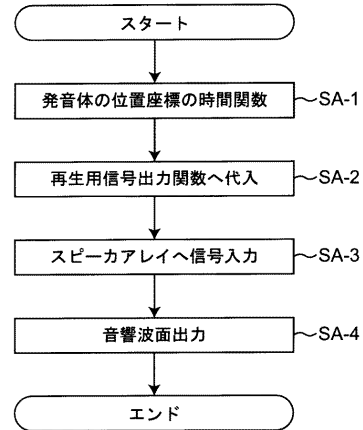 スタート
発音体の位置座標の時間関数 SA-1
再生用信号出力関数へ代入 SA-2
スピーカアレイへ信号入力 SA-3
音響波面出力 SA-4
エンド